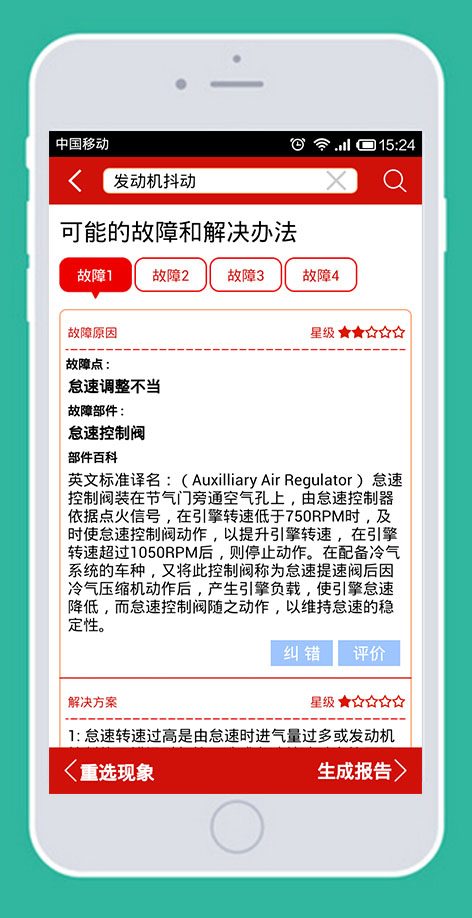 中国移动 15:24
发动机抖动
可能的故障和解决办法
故障1 故障2 故障3 故障4
故障原因 星级
故障点：
怠速调整不当
故障部件：
怠速控制阀
部件百科
英文标准译名：（Auxilliary Air Regulator） 怠速
控制阀装在节气门旁通空气孔上，由怠速控制器
依据点火信号，在引擎转速低于750RPM时，及
时使怠速控制阀动作，以提升引擎转速， 在引擎
转速超过1050RPM后，则停止动作。在配备冷气
系统的车种，又将此控制阀称为怠速提速阀后因
冷气压缩机动作后，产生引擎负载，使引擎怠速
降低，而怠速控制阀随之动作，以维持怠速的稳
定性。
纠 错 评价
解决方案 星级
1: 怠速转速过高是由怠速时进气量过多或发动机
重选现象 生成报告